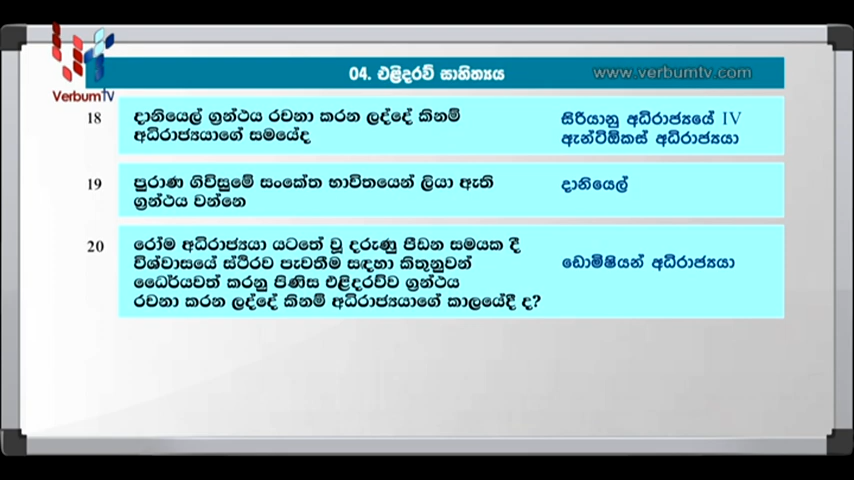 VerbumTV
04. එළිදරව් සාහිත්‍යය
www.verbumtv.com
18 දානියෙල් ග්‍රන්ථය රචනා කරන ලද්දේ කිනම් අධිරාජ්‍යයාගේ සමයේද
සිරියානු අධිරාජ්‍යයේ IV ඇන්ටිඕකස් අධිරාජ්‍යයා
19 පුරාණ ගිවිසුමේ සංකේත භාවිතයෙන් ලියා ඇති ග්‍රන්ථය වන්නෙ
දානියෙල්
20 රෝම අධිරාජ්‍යයා යටතේ වූ දරුණු පීඩන සමයක දී විශ්වාසයේ ස්ථිරව පැවතීම සඳහා කිතුනුවන් ධෛර්යවත් කරනු පිණිස එළිදරව්ව ග්‍රන්ථය රචනා කරන ලද්දේ කිනම් අධිරාජ්‍යයාගේ කාලයේදී ද?
ඩොමිෂියන් අධිරාජ්‍යයා